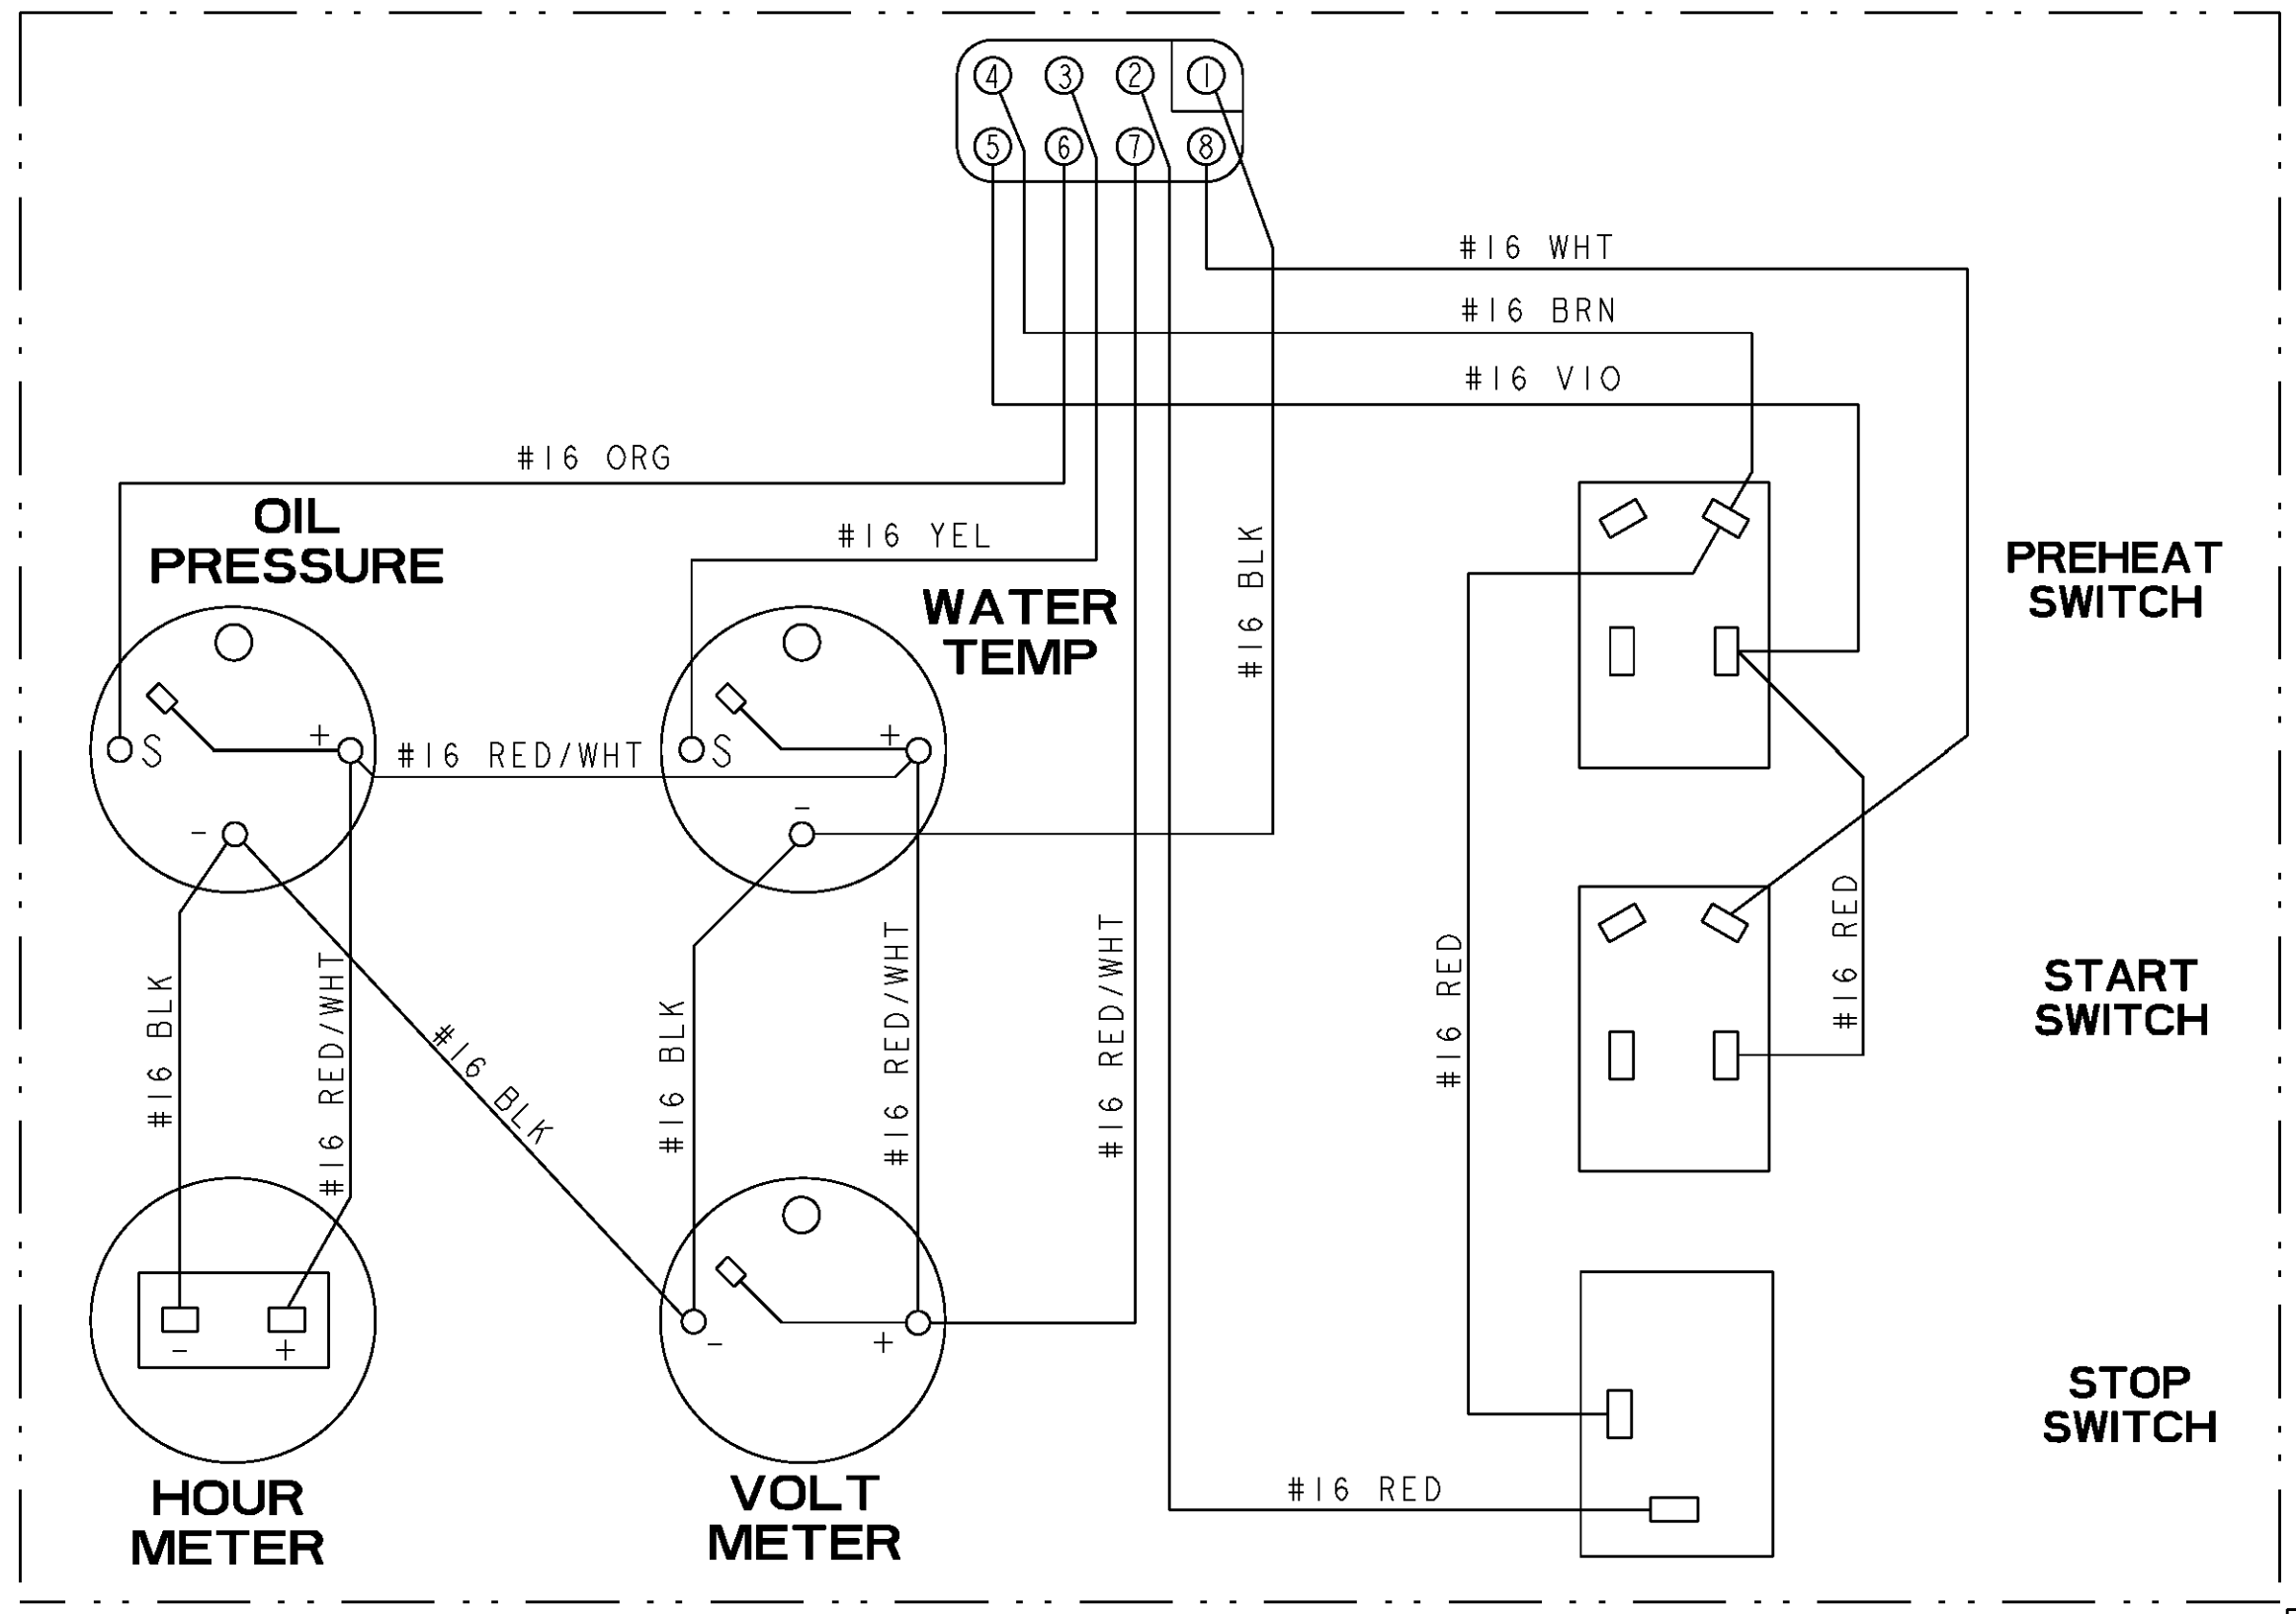 4 3 2 1
5 6 7 8
#16 WHT
#16 BRN
#16 VIO
#16 ORG
#16 YEL
#16 BLK
OIL
PRESSURE
WATER
TEMP
PREHEAT
SWITCH
S
+
-
#16 RED/WHT
S
+
-
#16 BLK
#16 RED/WHT
#16 BLK
#16 BLK
#16 RED/WHT
#16 RED/WHT
#16 RED
#16 RED
START
SWITCH
-
+
-
+
HOUR
METER
VOLT
METER
#16 RED
STOP
SWITCH